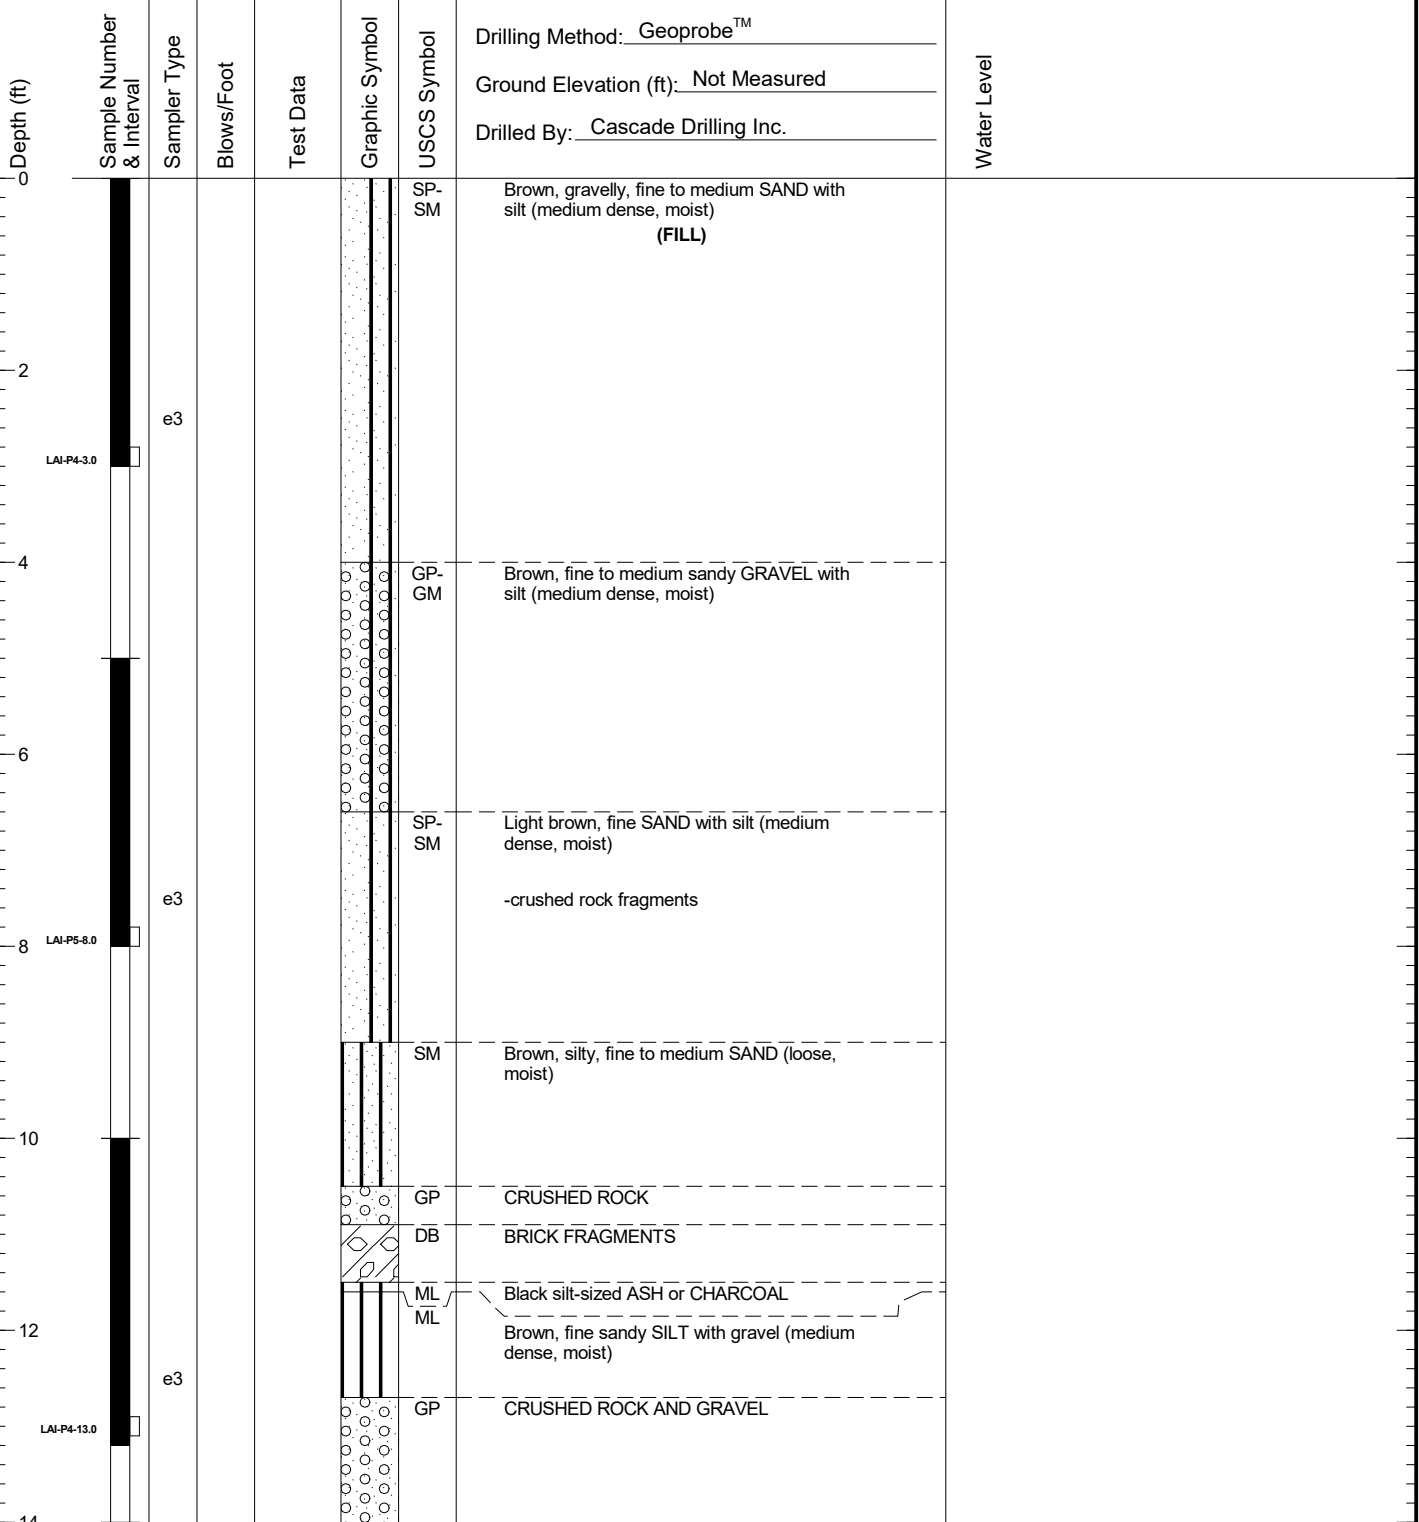 Depth (ft)
Sample Number
& Interval
Sampler Type
Blows/Foot
Test Data
Graphic Symbol
USCS Symbol
Drilling Method: Geoprobe™
Ground Elevation (ft): Not Measured
Drilled By: Cascade Drilling Inc.
Water Level
0
SP-
SM
Brown, gravelly, fine to medium SAND with
silt (medium dense, moist)
(FILL)
2
e3
LAI-P4-3.0
4
GP-
GM
Brown, fine to medium sandy GRAVEL with
silt (medium dense, moist)
6
SP-
SM
Light brown, fine SAND with silt (medium
dense, moist)
e3
-crushed rock fragments
8
LAI-P5-8.0
SM
Brown, silty, fine to medium SAND (loose,
moist)
10
GP
CRUSHED ROCK
DB
BRICK FRAGMENTS
ML
Black silt-sized ASH or CHARCOAL
ML
12
Brown, fine sandy SILT with gravel (medium
dense, moist)
e3
GP
CRUSHED ROCK AND GRAVEL
LAI-P4-13.0
14